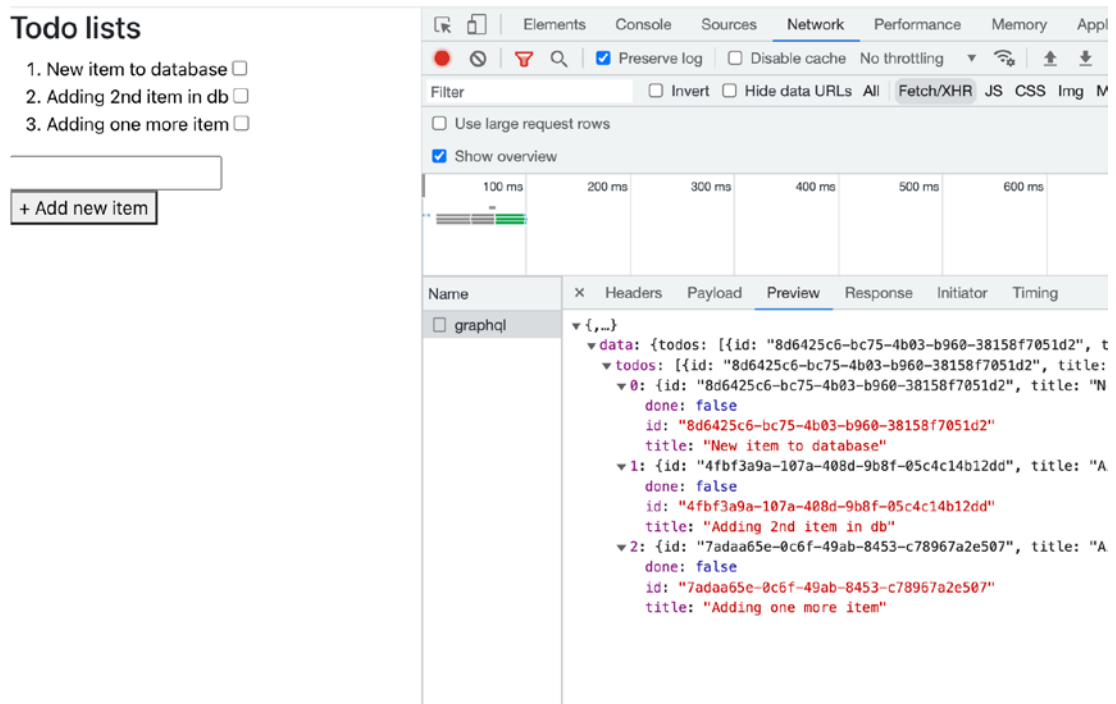 Todo lists
1. New item to database
2. Adding 2nd item in db
3. Adding one more item
+ Add new item
Elements Console Sources Network Performance Memory Appl
Preserve log Disable cache No throttling
Filter Invert Hide data URLs All Fetch/XHR JS CSS Img M
Use large request rows
Show overview
100 ms 200 ms 300 ms 400 ms 500 ms 600 ms
Name
graphql
× Headers Payload Preview Response Initiator Timing
▼{,…}
▼data: {todos: [{id: "8d6425c6-bc75-4b03-b960-38158f7051d2", t
▼todos: [{id: "8d6425c6-bc75-4b03-b960-38158f7051d2", title:
▼0: {id: "8d6425c6-bc75-4b03-b960-38158f7051d2", title: "N
done: false
id: "8d6425c6-bc75-4b03-b960-38158f7051d2"
title: "New item to database"
▼1: {id: "4fbf3a9a-107a-408d-9b8f-05c4c14b12dd", title: "A
done: false
id: "4fbf3a9a-107a-408d-9b8f-05c4c14b12dd"
title: "Adding 2nd item in db"
▼2: {id: "7adaa65e-0c6f-49ab-8453-c78967a2e507", title: "A
done: false
id: "7adaa65e-0c6f-49ab-8453-c78967a2e507"
title: "Adding one more item"